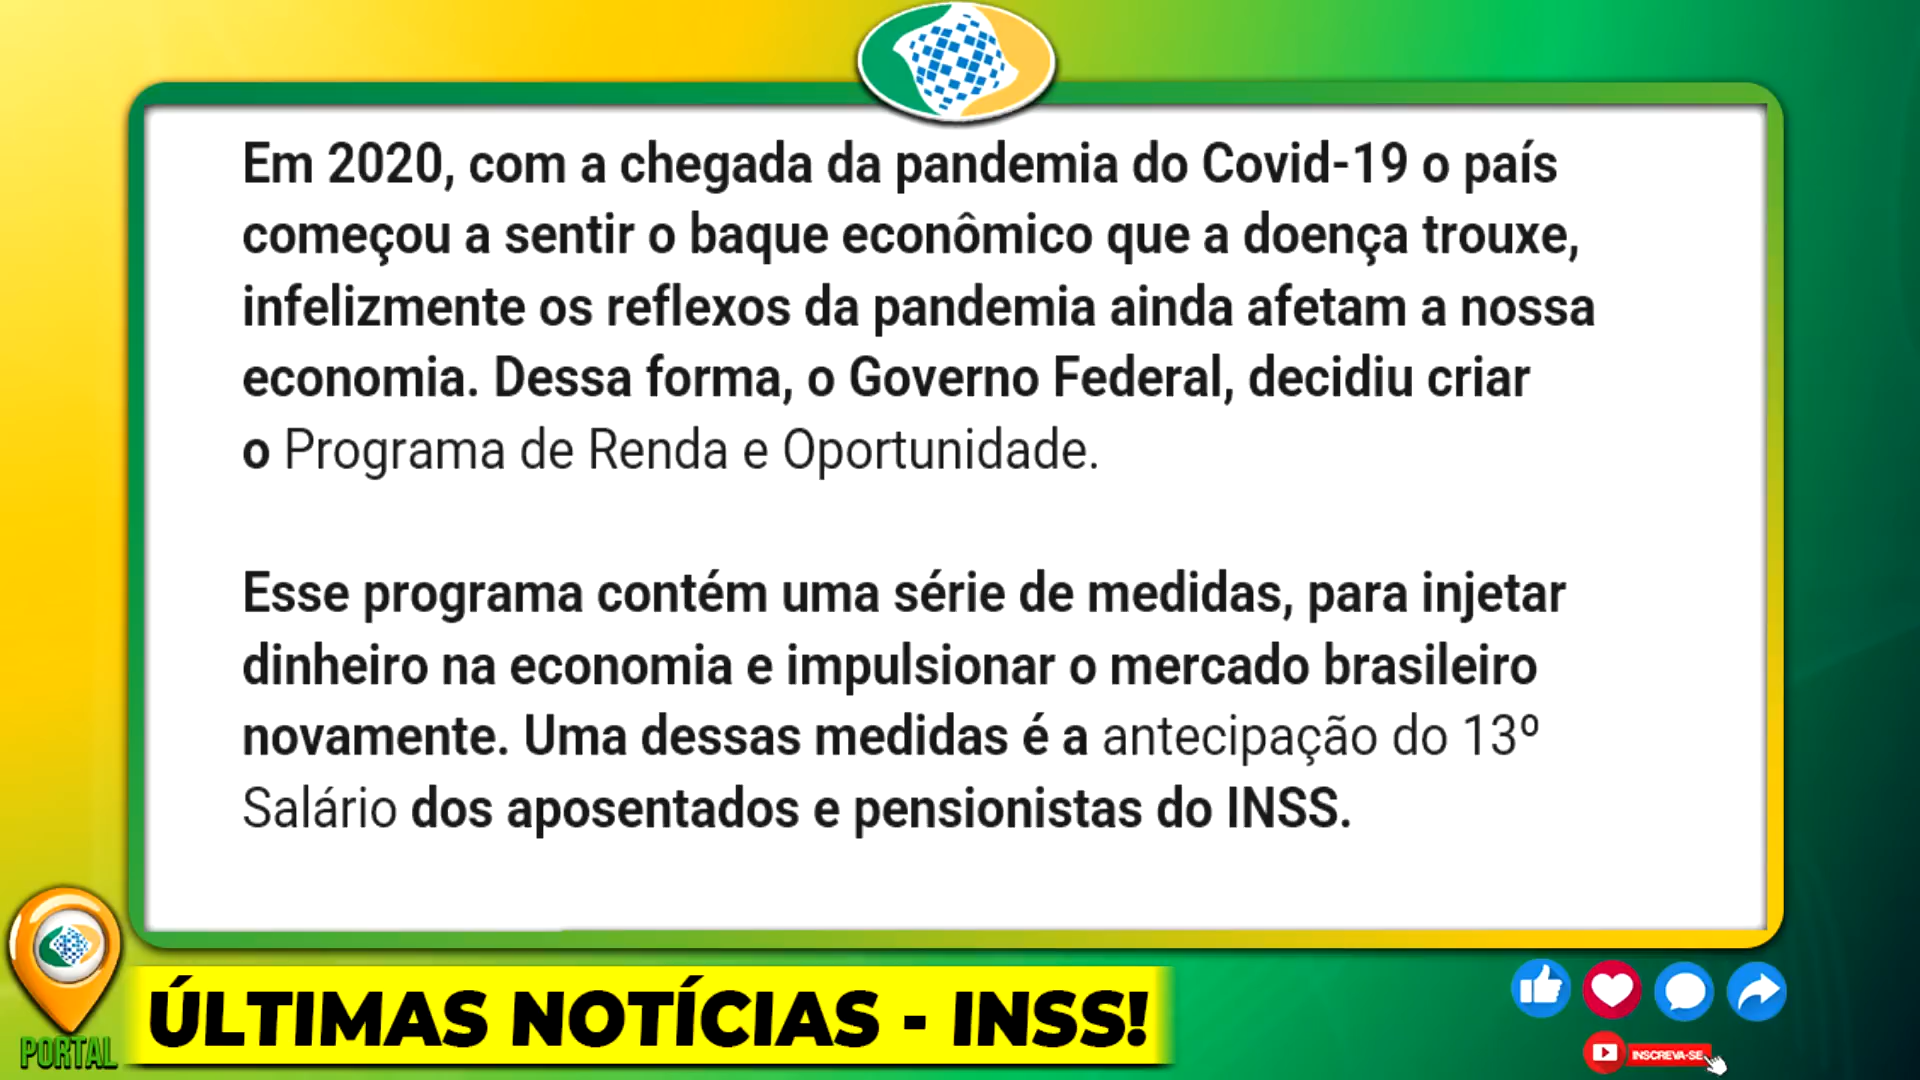 Em 2020, com a chegada da pandemia do Covid-19 o país
começou a sentir o baque econômico que a doença trouxe,
infelizmente os reflexos da pandemia ainda afetam a nossa
economia. Dessa forma, o Governo Federal, decidiu criar
o Programa de Renda e Oportunidade.
Esse programa contém uma série de medidas, para injetar
dinheiro na economia e impulsionar o mercado brasileiro
novamente. Uma dessas medidas é a antecipação do 13º
Salário dos aposentados e pensionistas do INSS.
PORTAL
ÚLTIMAS NOTÍCIAS - INSS!
INSCREVA-SE